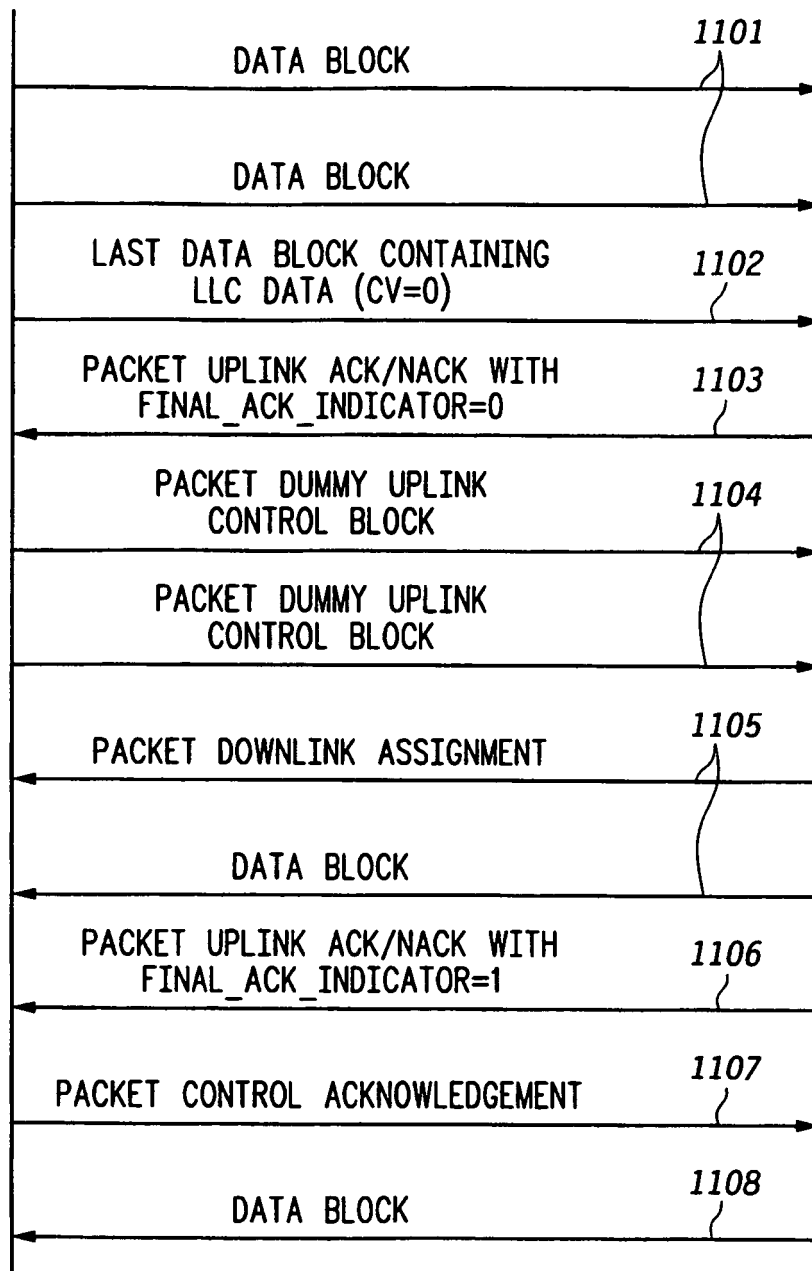 1101
DATA BLOCK
DATA BLOCK
LAST DATA BLOCK CONTAINING
LLC DATA (CV=0)
1102
PACKET UPLINK ACK/NACK WITH
FINAL_ACK_INDICATOR=0
1103
PACKET DUMMY UPLINK
CONTROL BLOCK
1104
PACKET DUMMY UPLINK
CONTROL BLOCK
1105
PACKET DOWNLINK ASSIGNMENT
DATA BLOCK
PACKET UPLINK ACK/NACK WITH
FINAL_ACK_INDICATOR=1
1106
PACKET CONTROL ACKNOWLEDGEMENT
1107
DATA BLOCK
1108